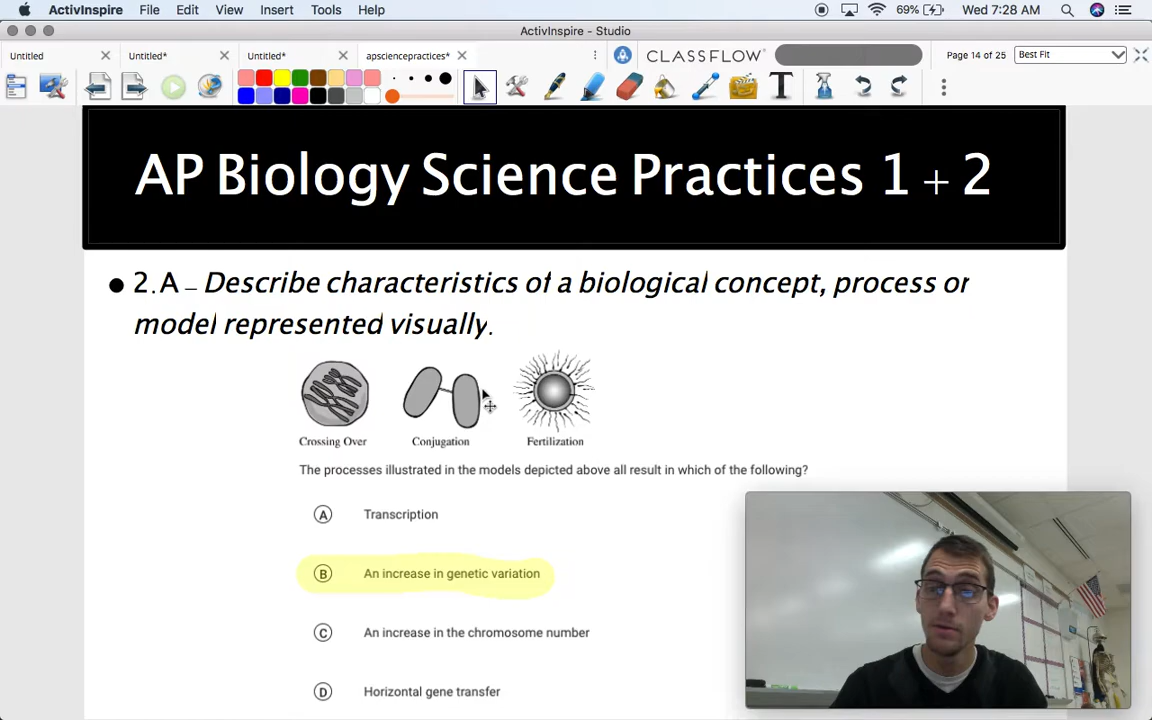 ActivInspire File Edit View Insert Tools Help 69% Wed 7:28 AM
ActivInspire - Studio
Untitled Untitled* Untitled* apsciencepractices* CLASSFLOW Page 14 of 25 Best Fit
AP Biology Science Practices 1 + 2
• 2.A – Describe characteristics of a biological concept, process or
model represented visually.
Crossing Over Conjugation Fertilization
The processes illustrated in the models depicted above all result in which of the following?
A Transcription
B An increase in genetic variation
C An increase in the chromosome number
D Horizontal gene transfer